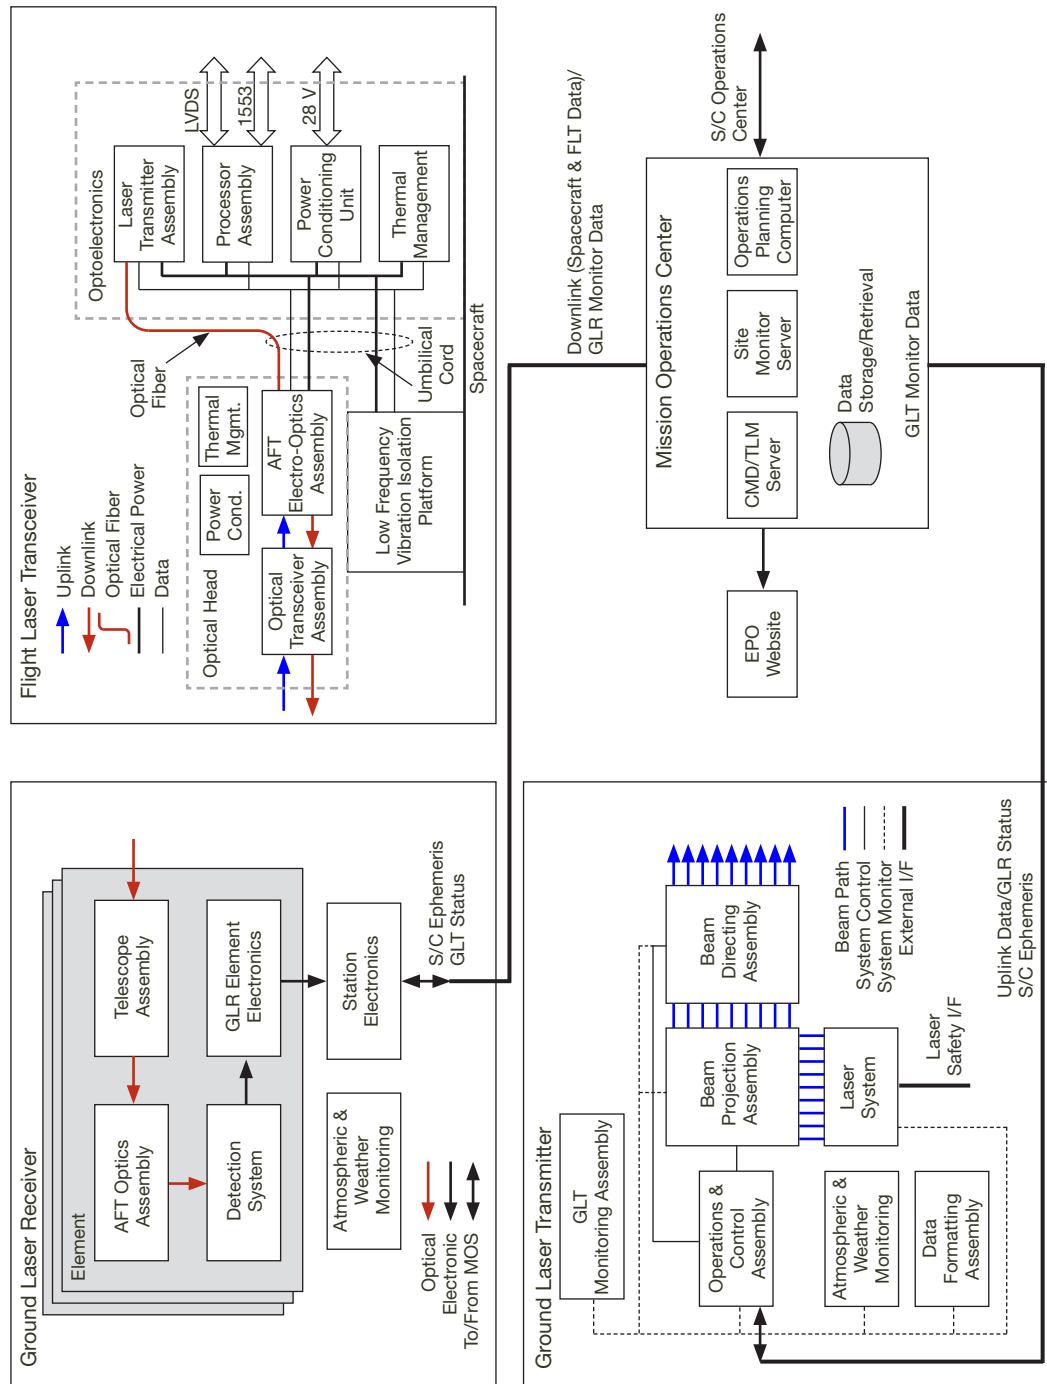 Ground Laser Receiver
Element
AFT Optics
Assembly
Telescope
Assembly
Detection
System
GLR Element
Electronics
Atmospheric &
Weather
Monitoring
Station
Electronics
Optical
Electronic
To/From MOS
S/C Ephemeris
GLT Status
Flight Laser Transceiver
Uplink
Downlink
Optical Fiber
Electrical Power
Data
Optical Head
Power
Cond.
Thermal
Mgmt.
Optical
Transceiver
Assembly
AFT
Electro-Optics
Assembly
Low Frequency
Vibration Isolation
Platform
Optical
Fiber
Umbilical
Cord
Spacecraft
Optoelectronics
Laser
Transmitter
Assembly
Processor
Assembly
Power
Conditioning
Unit
Thermal
Management
LVDS
1553
28 V
Ground Laser Transmitter
GLT
Monitoring Assembly
Operations &
Control
Assembly
Beam
Projection
Assembly
Beam
Directing
Assembly
Atmospheric &
Weather
Monitoring
Laser
System
Data
Formatting
Assembly
Laser
Safety I/F
Beam Path
System Control
System Monitor
External I/F
Uplink Data/GLR Status
S/C Ephemeris
Downlink (Spacecraft & FLT Data)/
GLR Monitor Data
Mission Operations Center
EPO
Website
CMD/TLM
Server
Site
Monitor
Server
Operations
Planning
Computer
Data
Storage/Retrieval
GLT Monitor Data
S/C Operations
Center